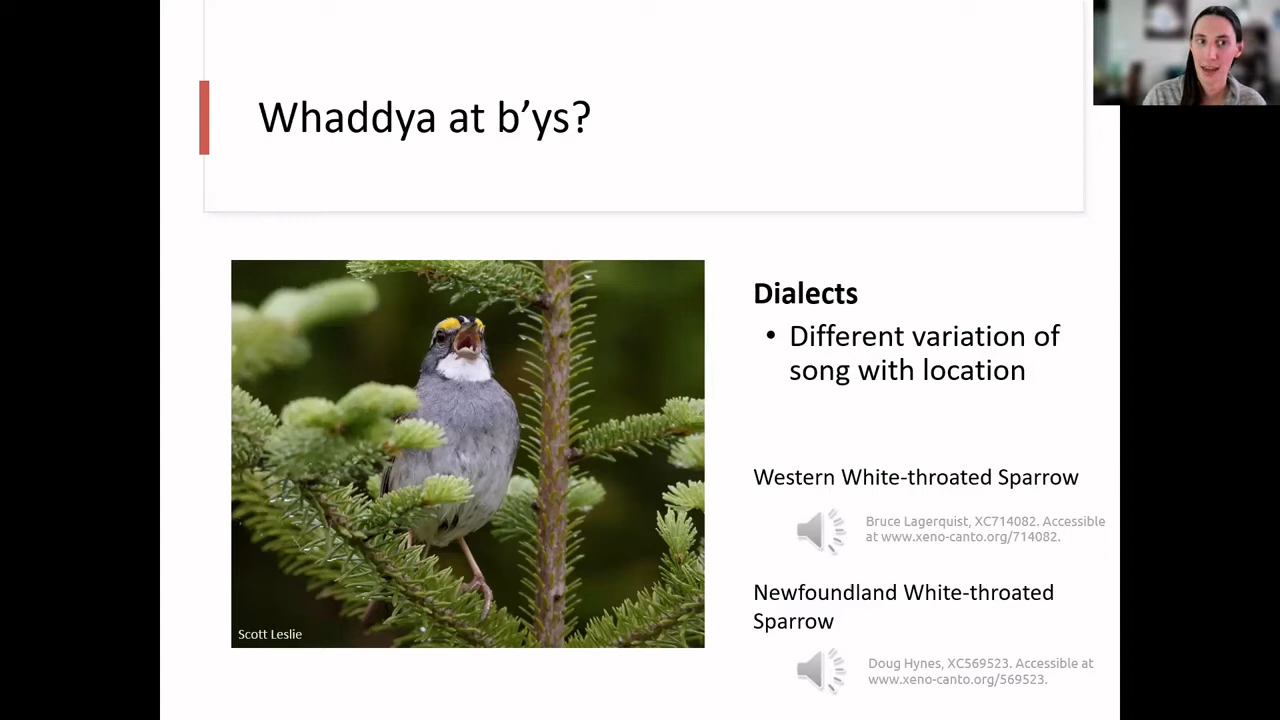 Whaddya at b’ys?
Dialects
• Different variation of
song with location
Western White-throated Sparrow
Bruce Lagerquist, XC714082. Accessible
at www.xeno-canto.org/714082.
Newfoundland White-throated
Sparrow
Doug Hynes, XC569523. Accessible at
www.xeno-canto.org/569523.
Scott Leslie